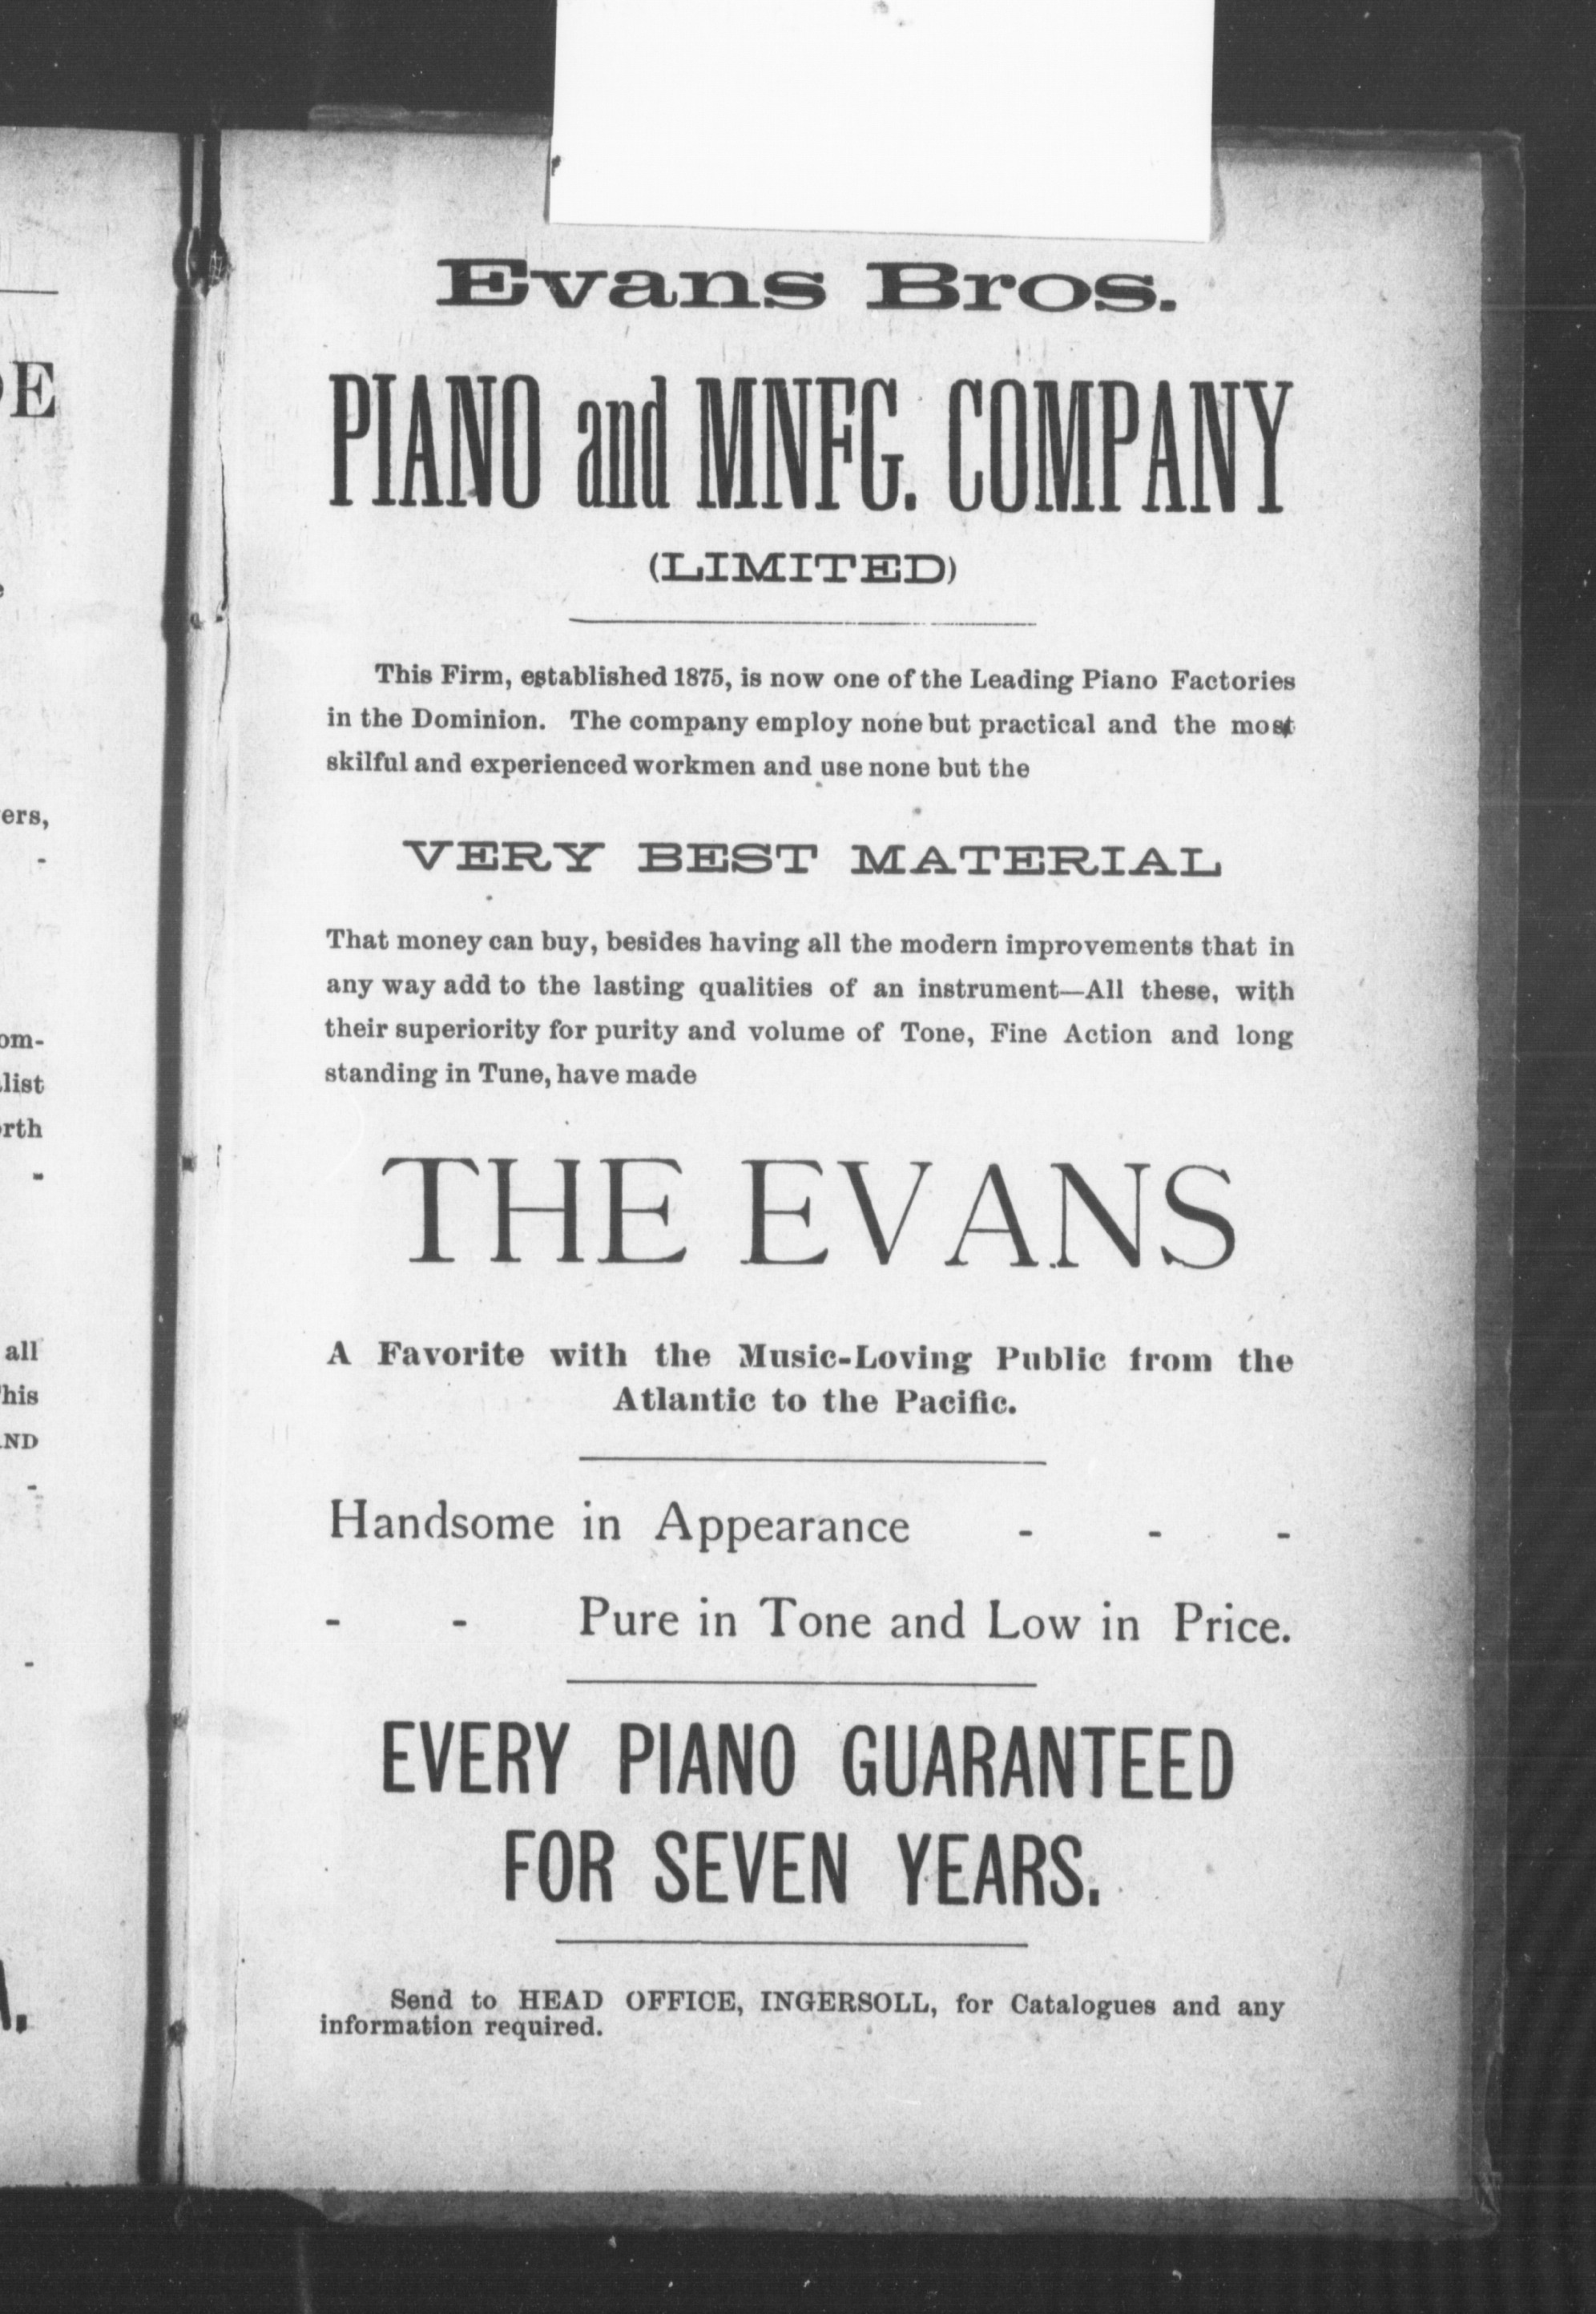 Evans Bros.
PIANO and MNFG. COMPANY
(LIMITED)
This Firm, established 1875, is now one of the Leading Piano Factories
in the Dominion. The company employ none but practical and the most
skilful and experienced workmen and use none but the
VERY BEST MATERIAL
That money can buy, besides having all the modern improvements that in
any way add to the lasting qualities of an instrument—All these, with
their superiority for purity and volume of Tone, Fine Action and long
standing in Tune, have made
THE EVANS
A Favorite with the Music-Loving Public from the
Atlantic to the Pacific.
Handsome in Appearance - - -
- - Pure in Tone and Low in Price.
EVERY PIANO GUARANTEED
FOR SEVEN YEARS.
Send to HEAD OFFICE, INGERSOLL, for Catalogues and any
information required.